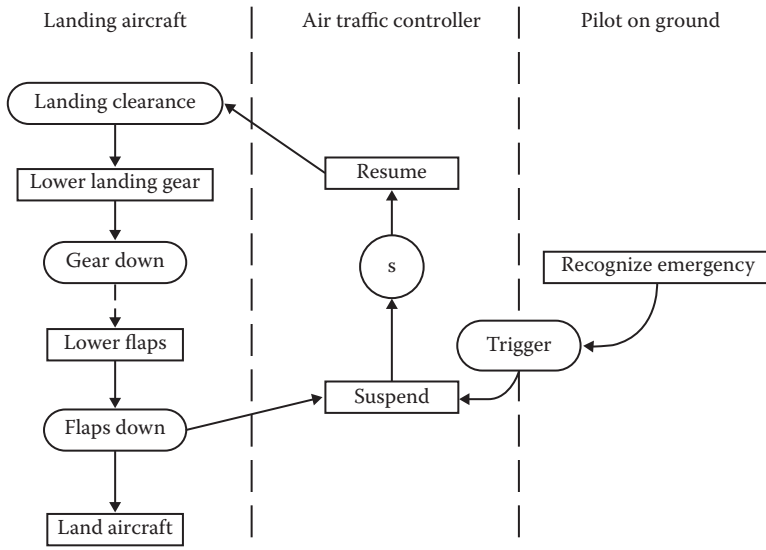 Landing aircraft
Air traffic controller
Pilot on ground
Landing clearance
Resume
Lower landing gear
Gear down
s
Recognize emergency
Lower flaps
Trigger
Suspend
Flaps down
Land aircraft